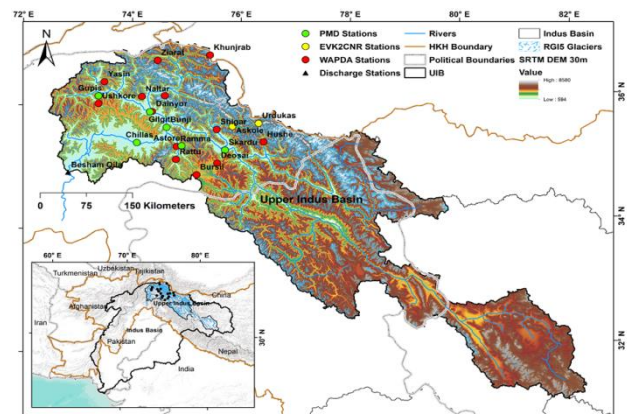 72°E 74°E 76°E 78°E 80°E 82°E
N
PMD Stations
EVK2CNR Stations
WAPDA Stations
Discharge Stations
Rivers
HKH Boundary
Political Boundaries
UIB
Indus Basin
RGI5 Glaciers
SRTM DEM 30m
Value
High : 8580
Low : 584
Ziarat
Khunjrab
Yasin
Gupis
Ushkore
Naltar
Dainyor
Gilgit
Bunji
Urdukas
Shigar
Askole
Hushe
Chillas
Astore
Ramma
Skardu
Rattu
Deosai
Burzil
Besham Qila
0 75 150 Kilometers
Upper Indus Basin
36°N
34°N
32°N
60°E 70°E 80°E
Uzbekistan
Turkmenistan
Tajikistan
China
Afghanistan
Upper Indus Basin
Iran
Indus Basin
Pakistan
Nepal
India
30°N